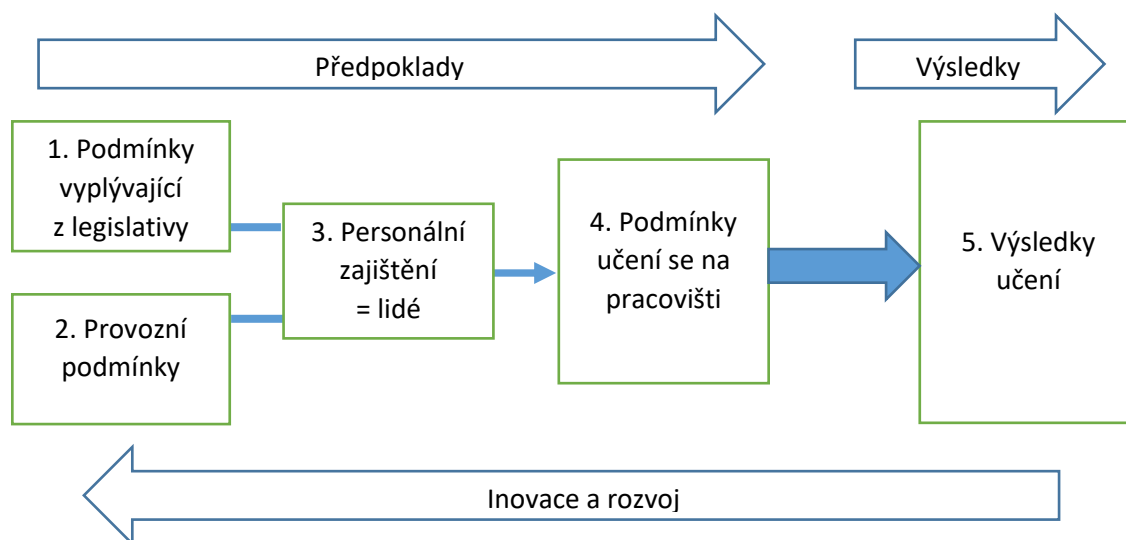 Předpoklady
Výsledky
1. Podmínky
vyplývající
z legislativy
2. Provozní
podmínky
3. Personální
zajištění
= lidé
4. Podmínky
učení se na
pracovišti
5. Výsledky
učení
Inovace a rozvoj